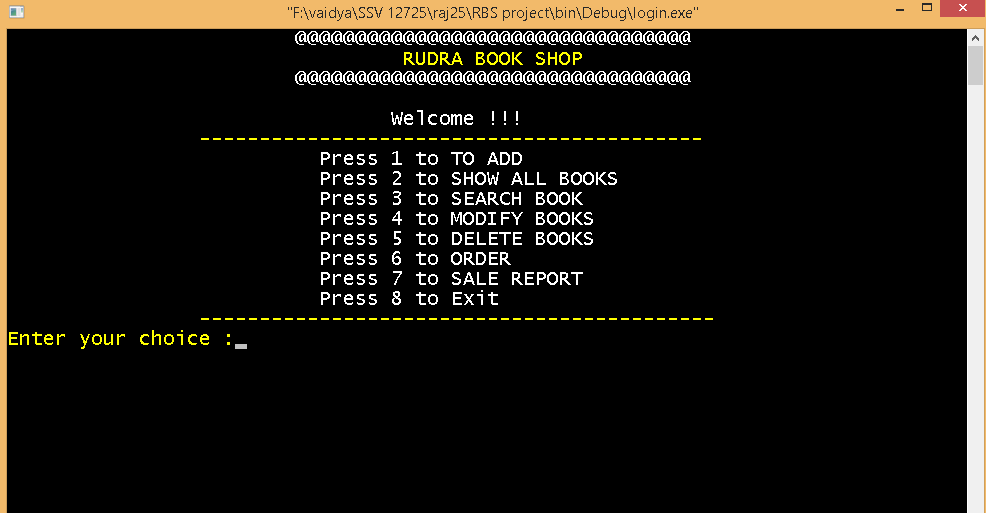 "F:\vaidya\SSV 12725\raj25\RBS project\bin\Debug\login.exe"
@@@@@@@@@@@@@@@@@@@@@@@@@@@@@@@@@
RUDRA BOOK SHOP
@@@@@@@@@@@@@@@@@@@@@@@@@@@@@@@@@
Welcome !!!
------------------------------------------
Press 1 to TO ADD
Press 2 to SHOW ALL BOOKS
Press 3 to SEARCH BOOK
Press 4 to MODIFY BOOKS
Press 5 to DELETE BOOKS
Press 6 to ORDER
Press 7 to SALE REPORT
Press 8 to Exit
-------------------------------------------
Enter your choice :_